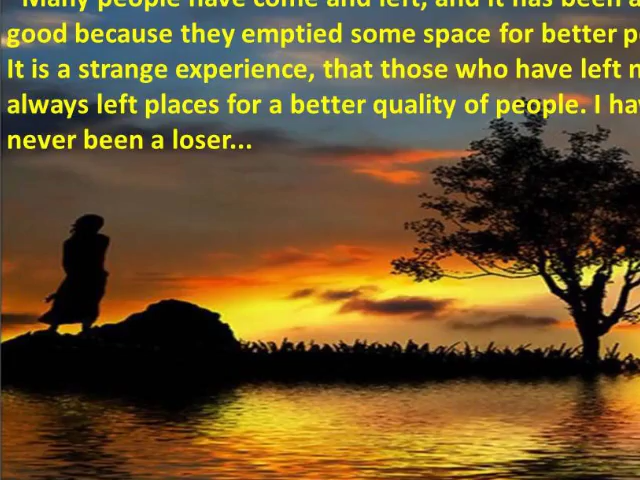 "Many people have come and left, and it has been
good because they emptied some space for better
It is a strange experience, that those who have left
always left places for a better quality of people. I
never been a loser...